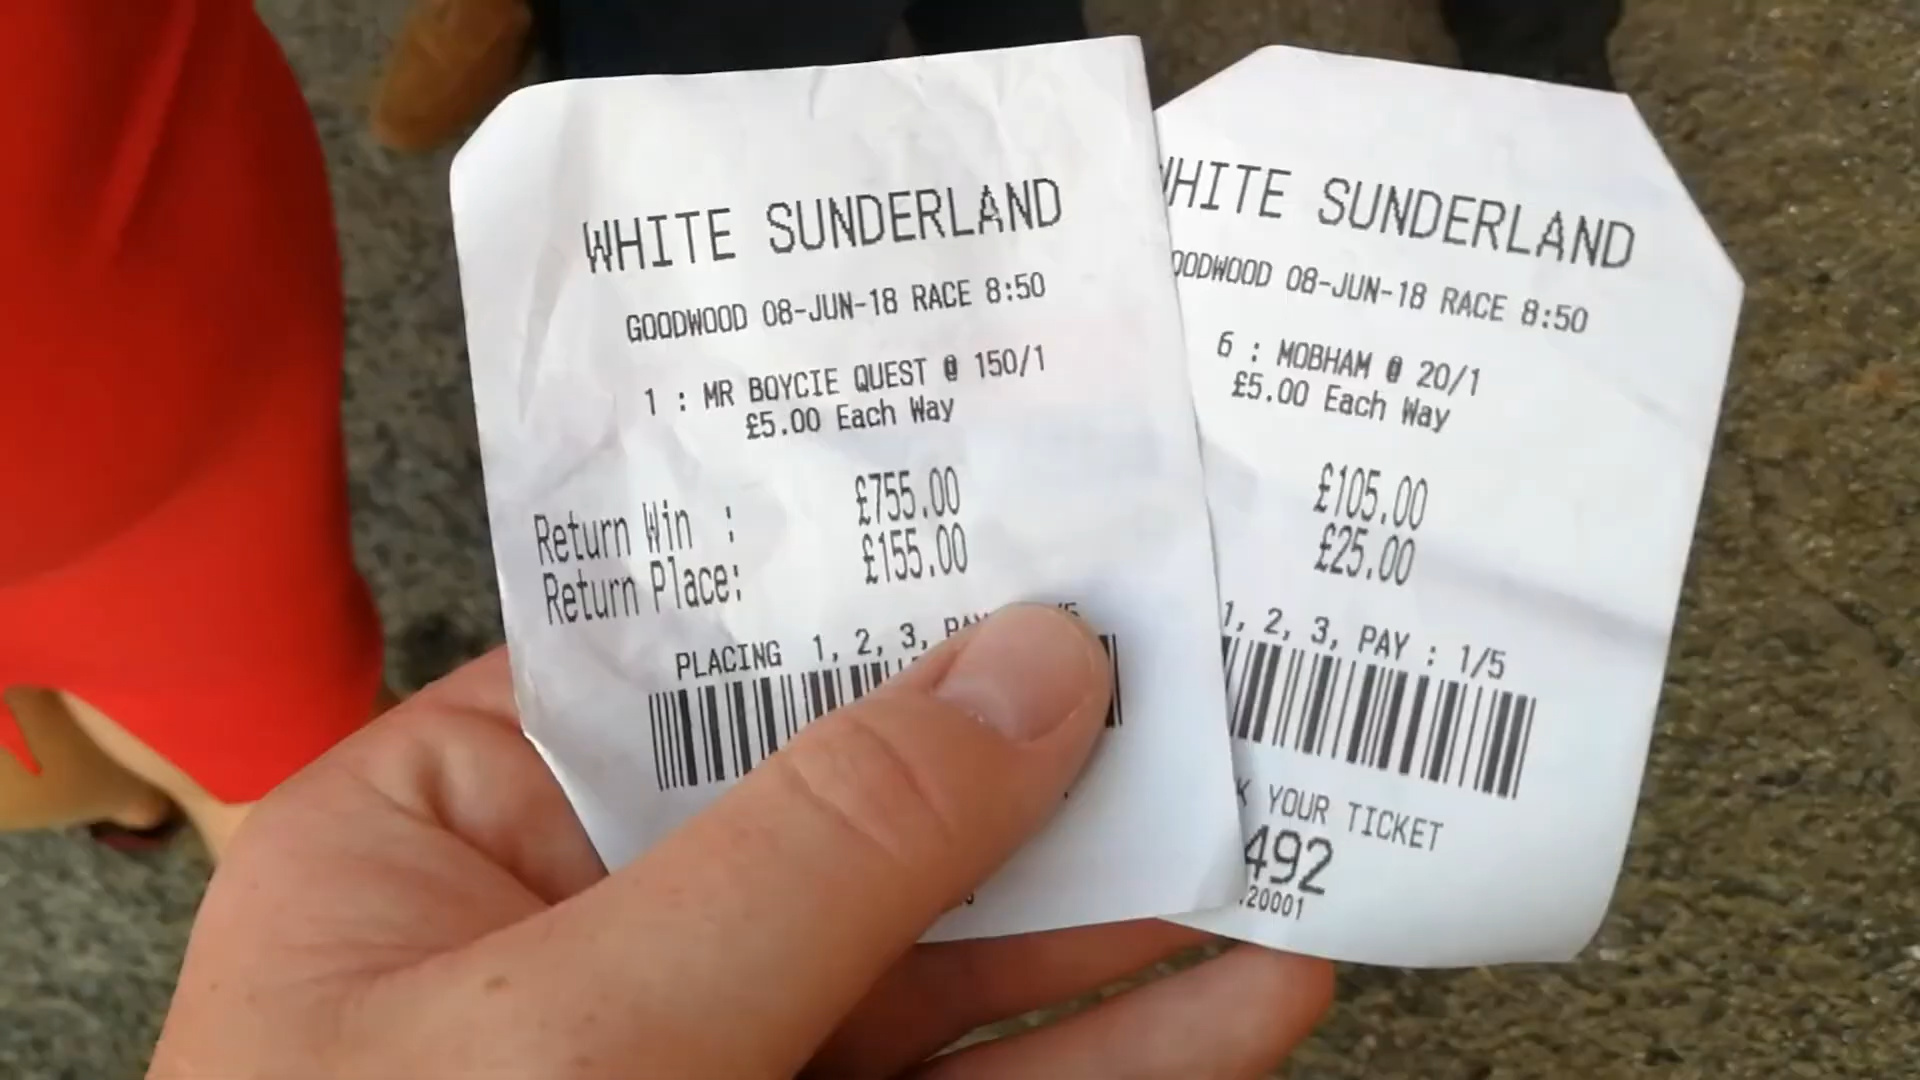 WHITE SUNDERLAND
GOODWOOD 08-JUN-18 RACE 8:50
1 : MR BOYCIE QUEST @ 150/1
£5.00 Each Way
Return Win : £755.00
Return Place: £155.00
PLACING 1, 2, 3,
WHITE SUNDERLAND
08-JUN-18 RACE 8:50
6 : MOBHAM @ 20/1
£5.00 Each Way
£105.00
£25.00
1, 2, 3, PAY : 1/5
YOUR TICKET
492
20001